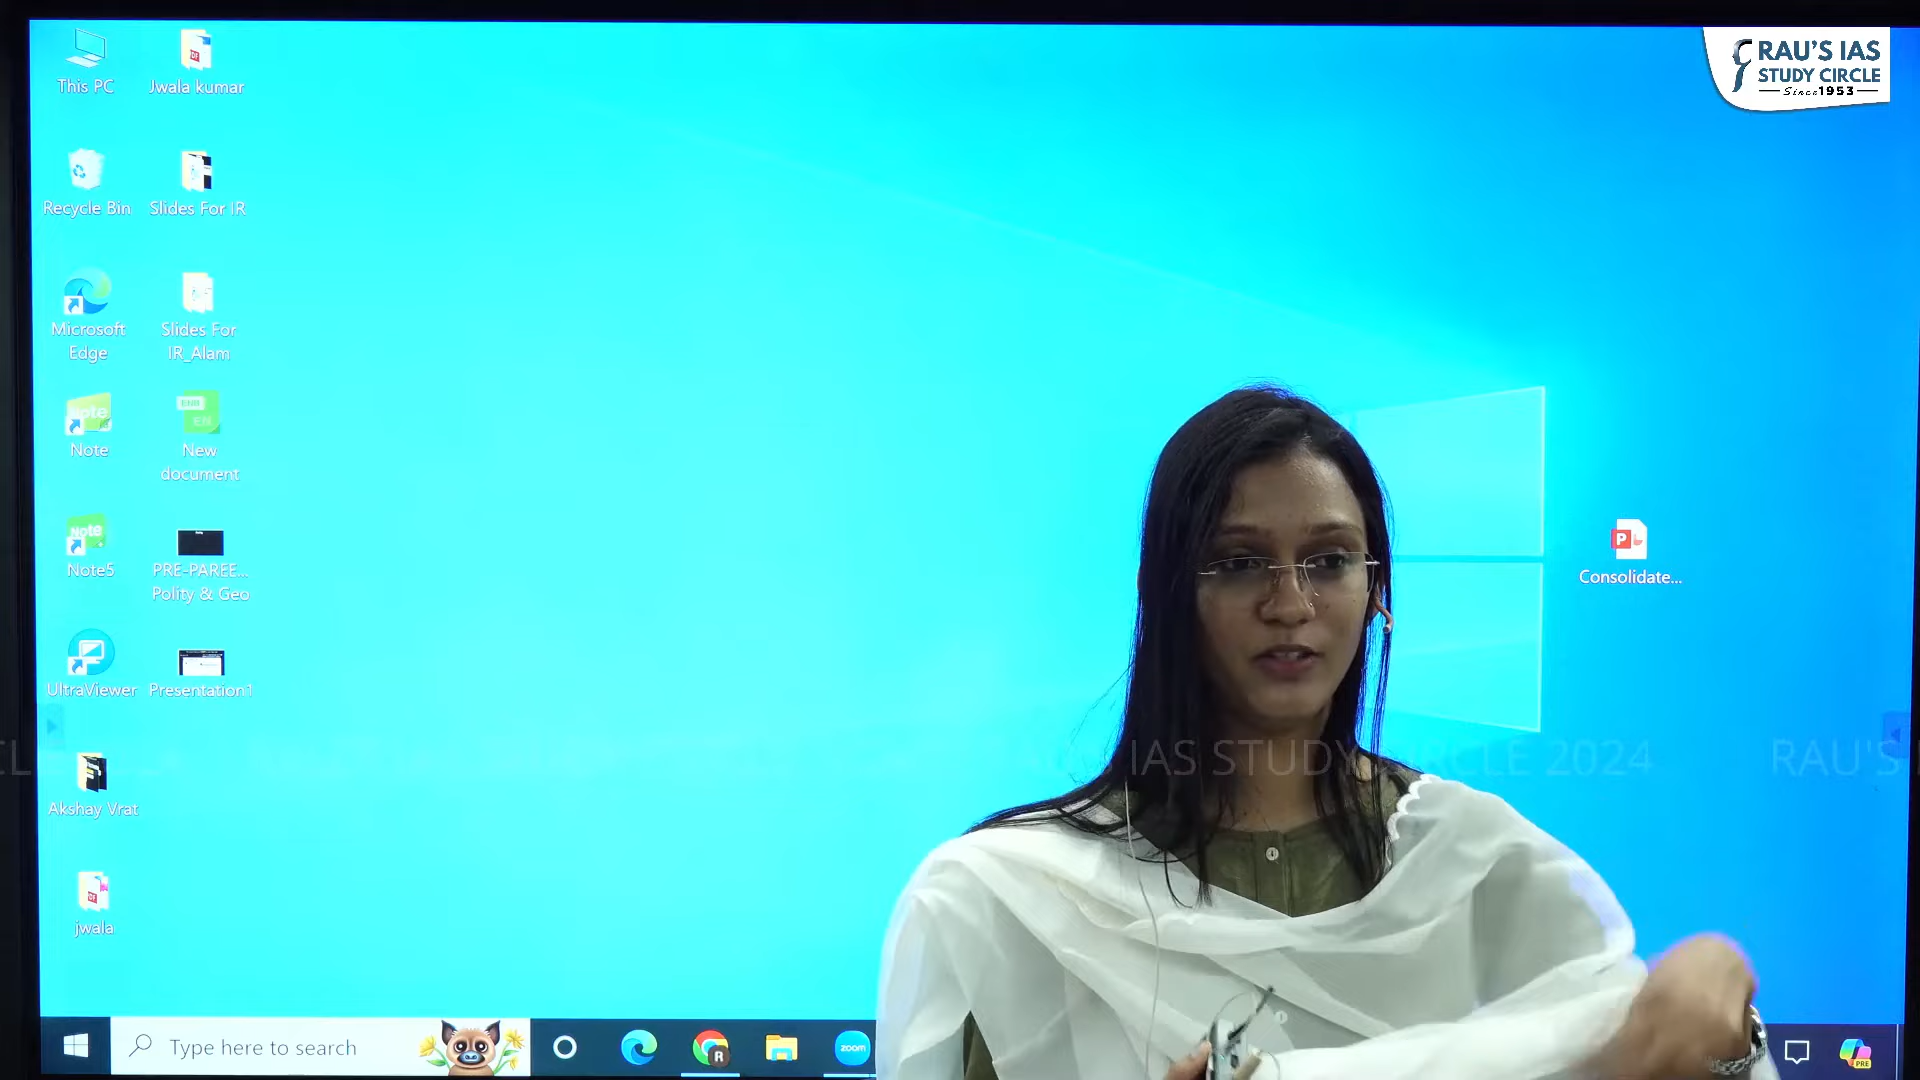 RAU'S IAS
STUDY CIRCLE
Since 1953
This PC
Jwala kumar
Recycle Bin
Slides For IR
Microsoft
Edge
Slides For
IR_Alam
Note
New
document
Note5
PRE-PAREE...
Polity & Geo
UltraViewer
Presentation1
Akshay Vrat
jwala
Consolidate...
IAS STUDY CIRCLE 2024
RAU'S
Type here to search
zoom